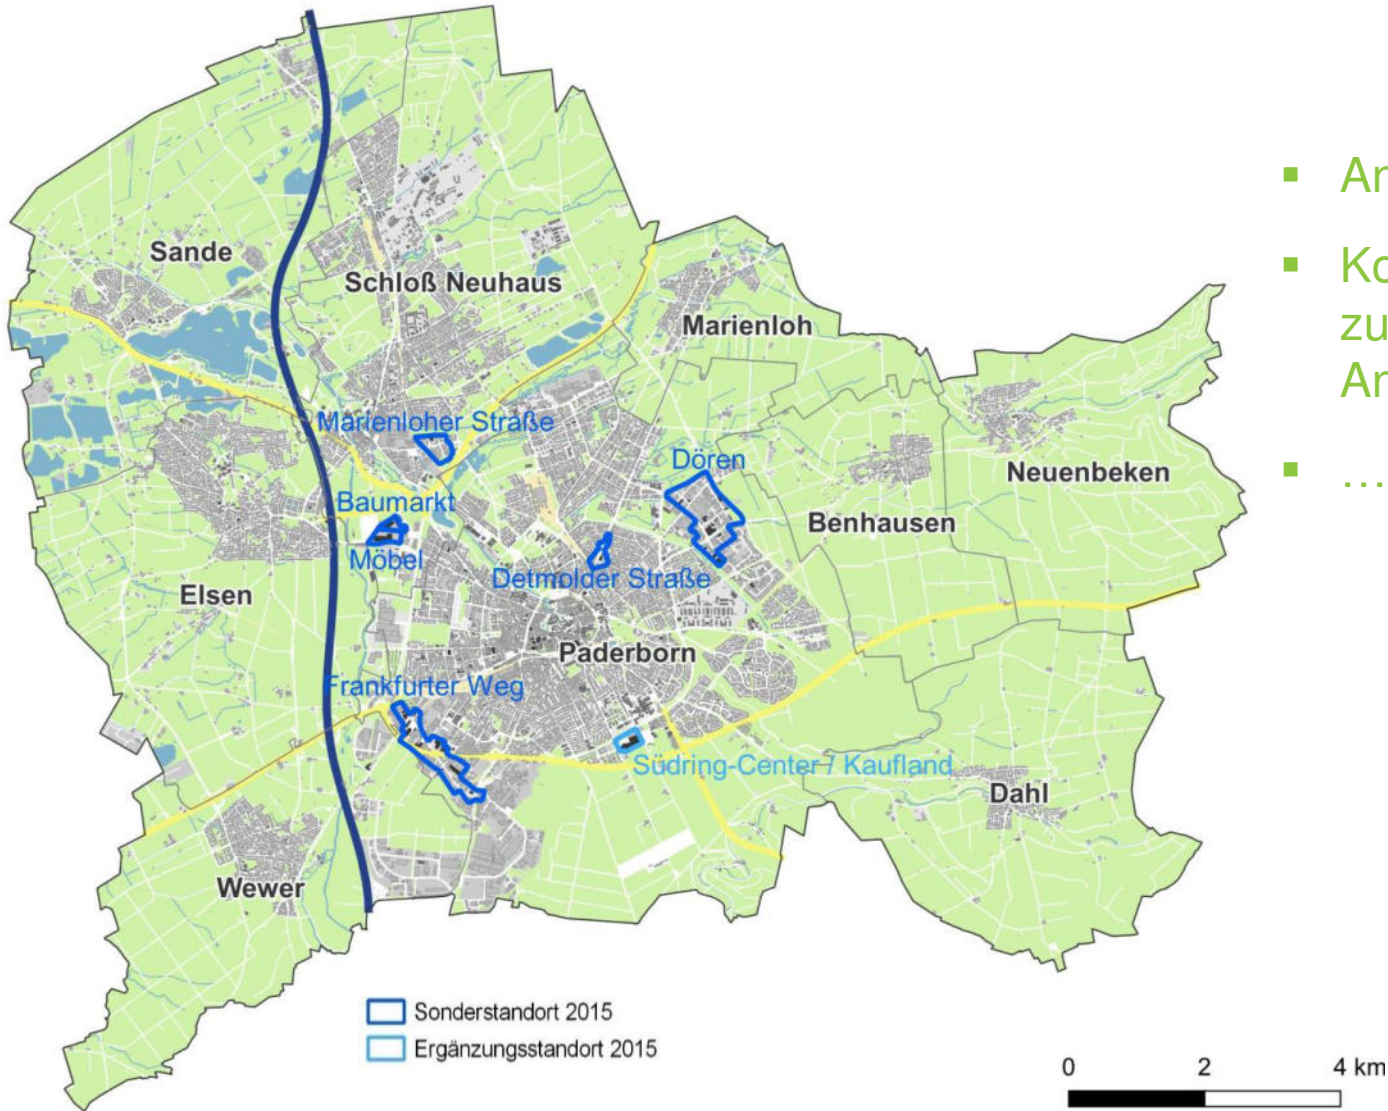 Sande
Schloß Neuhaus
Marienloh
Marienloher Straße
Dören
Neuenbeken
Baumarkt
Benhausen
Möbel
Detmolder Straße
Elsen
Paderborn
Frankfurter Weg
Südring-Center / Kaufland
Dahl
Wewer
Sonderstandort 2015
Ergänzungsstandort 2015
0 2 4 km
▪ ...